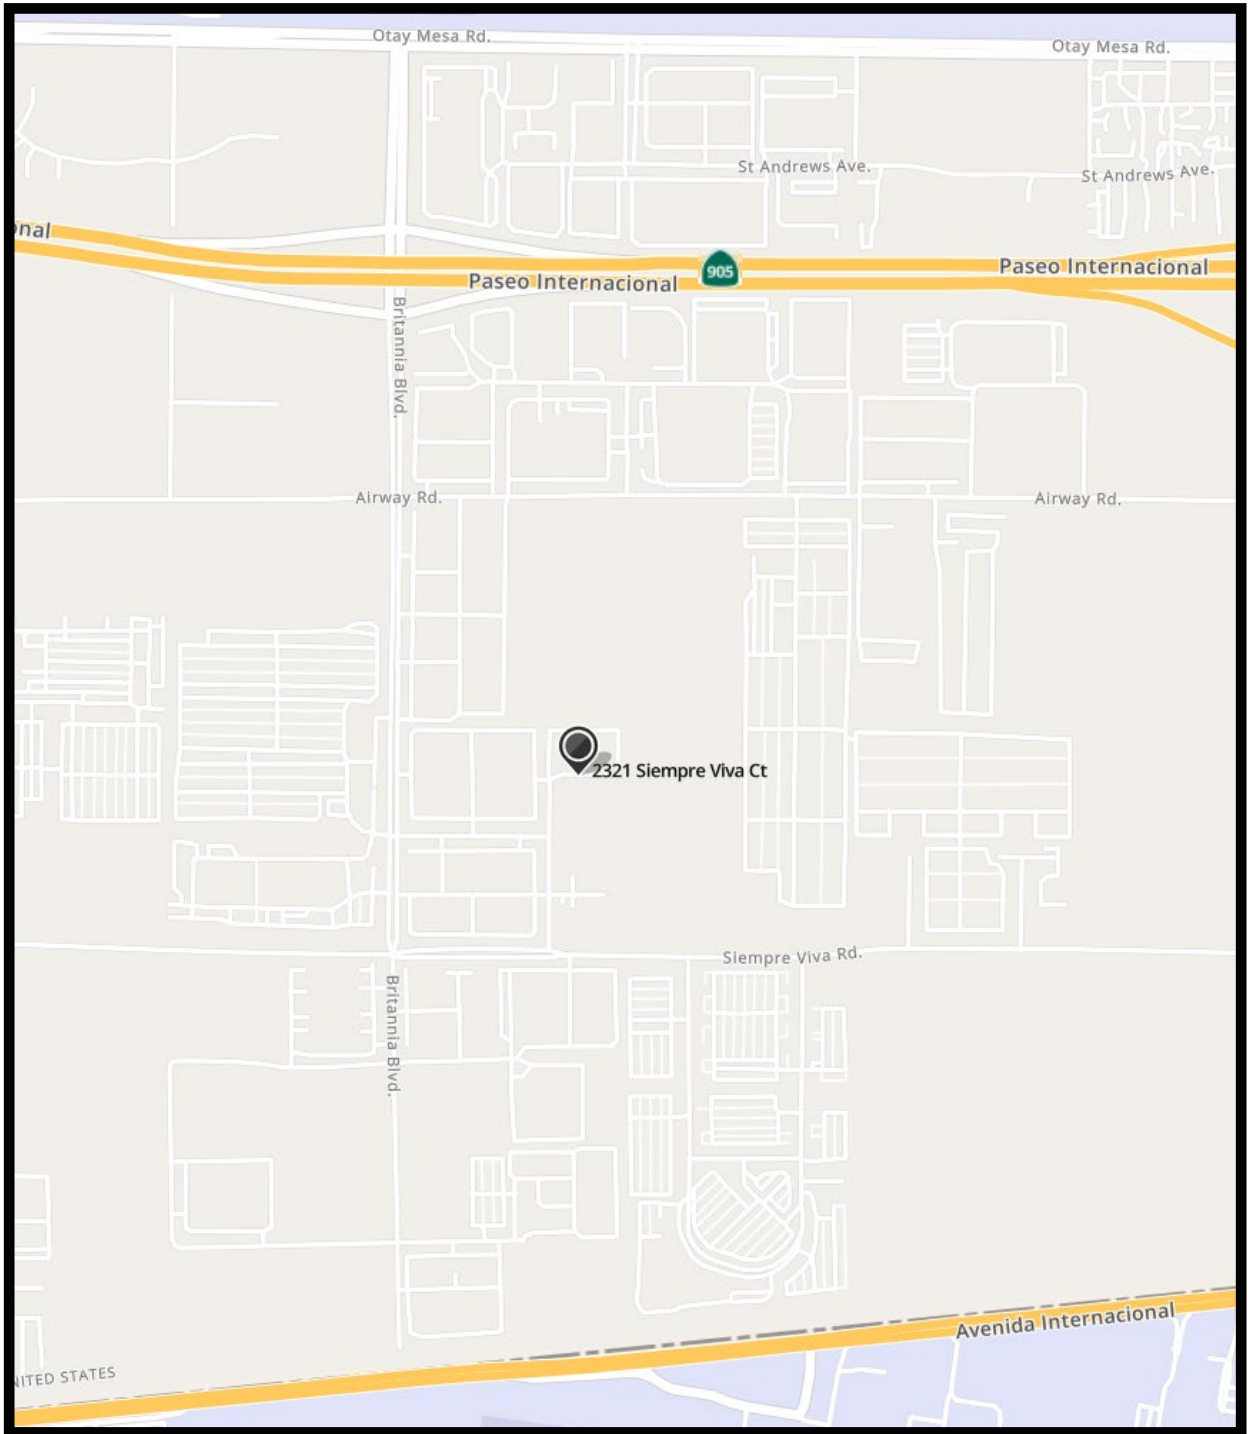 Otay Mesa Rd.
Otay Mesa Rd.
St Andrews Ave.
St Andrews Ave.
onal
905
Paseo Internacional
Paseo Internacional
Britannia Blvd.
Airway Rd.
Airway Rd.
2321 Siempre Viva Ct
Siempre Viva Rd.
Britannia Blvd.
Avenida Internacional
NITED STATES